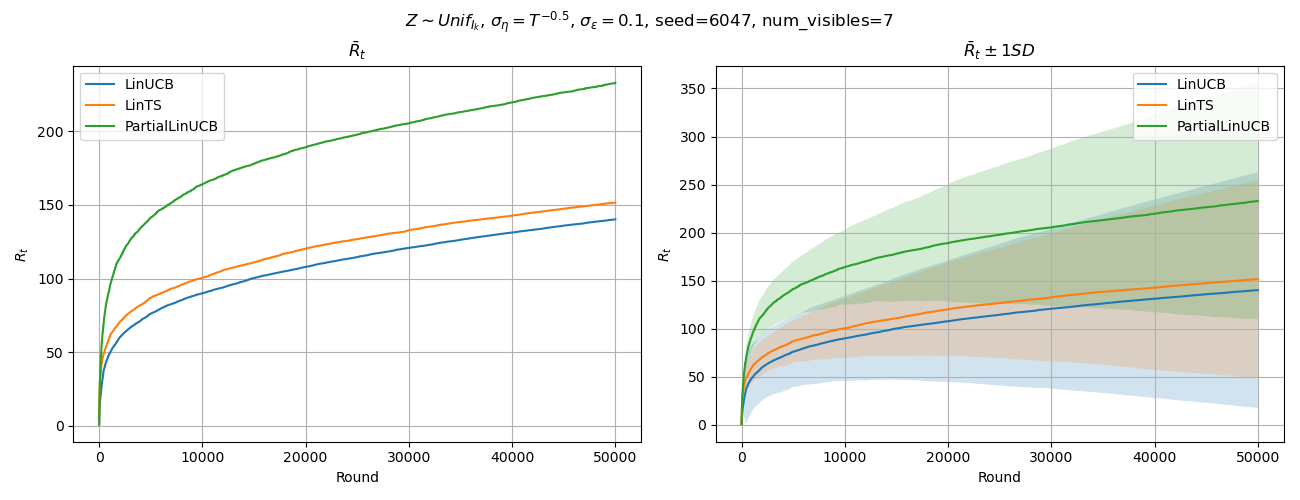 Z ∼ Unif_{I_k}, σ_η = T^{−0.5}, σ_ε = 0.1, seed=6047, num_visibles=7
R̄_t
R_t
200
150
100
50
0
LinUCB
LinTS
PartialLinUCB
0 10000 20000 30000 40000 50000
Round
R̄_t ± 1SD
R_t
350
300
250
200
150
100
50
0
LinUCB
LinTS
PartialLinUCB
0 10000 20000 30000 40000 50000
Round